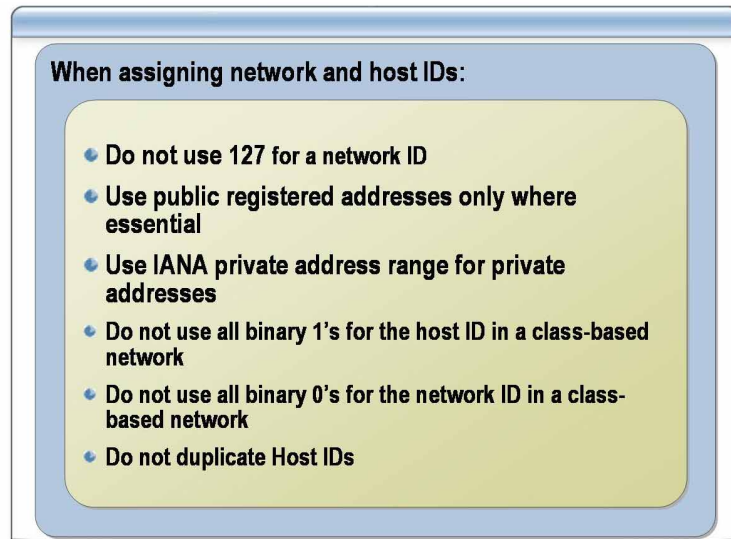 When assigning network and host IDs:
Do not use 127 for a network ID
Use public registered addresses only where
essential
Use IANA private address range for private
addresses
Do not use all binary 1’s for the host ID in a class-based
network
Do not use all binary 0’s for the network ID in a class-
based network
Do not duplicate Host IDs